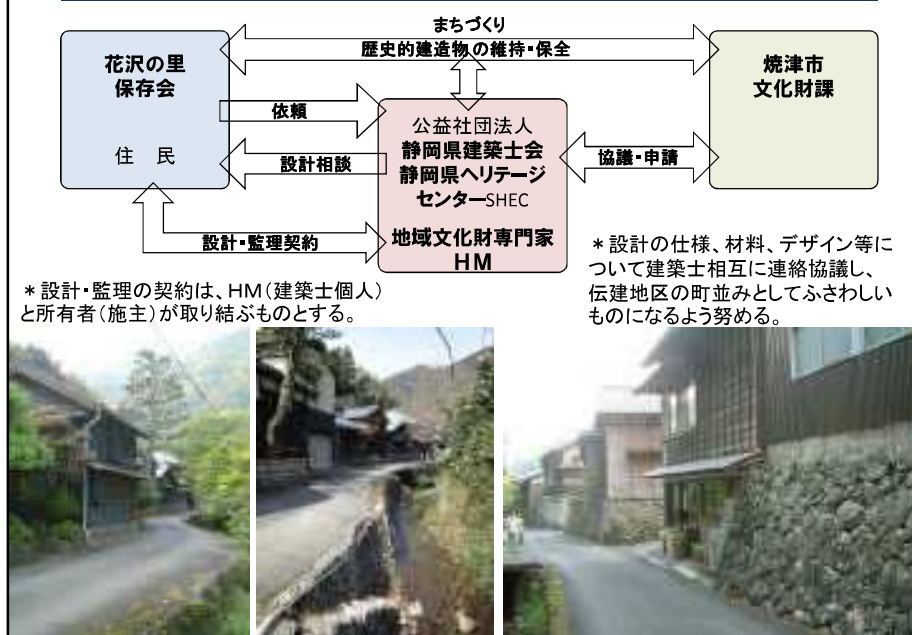 まちづくり
歴史的建造物の維持・保全
花沢の里
保存会
住　民
依頼
設計相談
設計・監理契約
公益社団法人
静岡県建築士会
静岡県ヘリテージ
センターSHEC
地域文化財専門家
HM
協議・申請
焼津市
文化財課
＊設計・監理の契約は、HM（建築士個人）
と所有者（施主）が取り結ぶものとする。
＊設計の仕様、材料、デザイン等に
ついて建築士相互に連絡協議し、
伝建地区の町並みとしてふさわしい
ものになるよう努める。